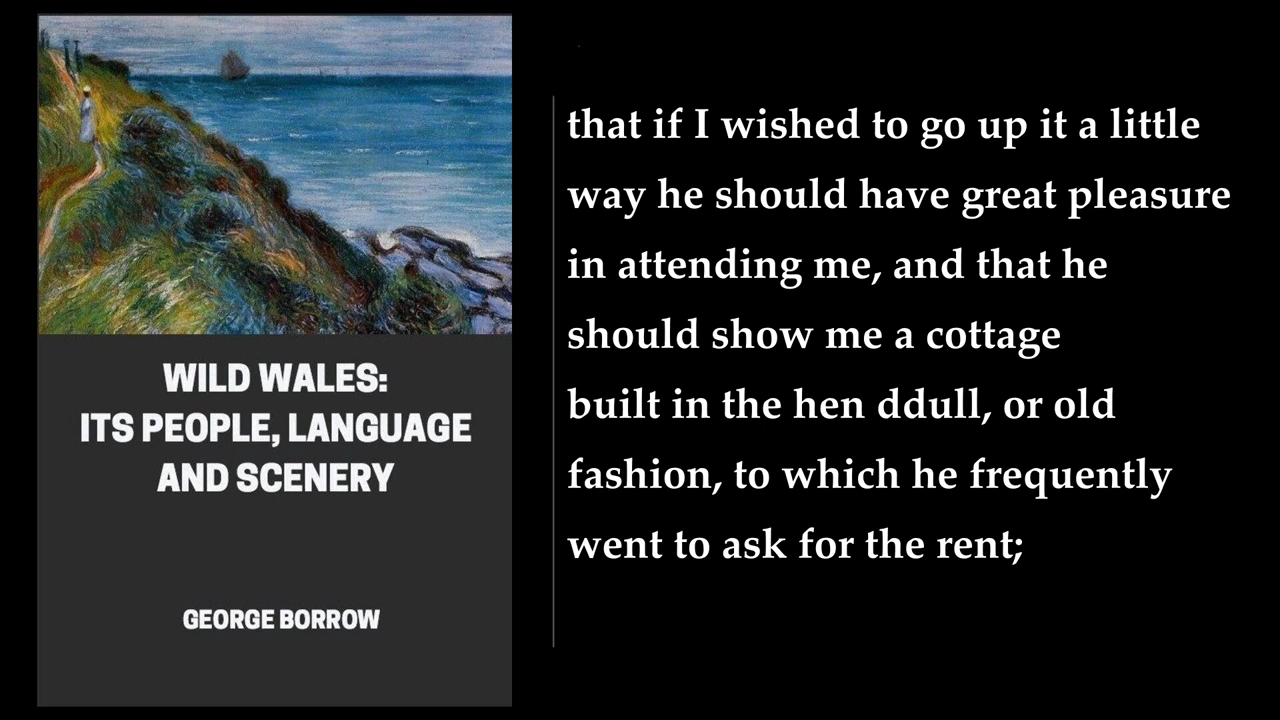 WILD WALES:
ITS PEOPLE, LANGUAGE
AND SCENERY
GEORGE BORROW
that if I wished to go up it a little
way he should have great pleasure
in attending me, and that he
should show me a cottage
built in the hen ddull, or old
fashion, to which he frequently
went to ask for the rent;